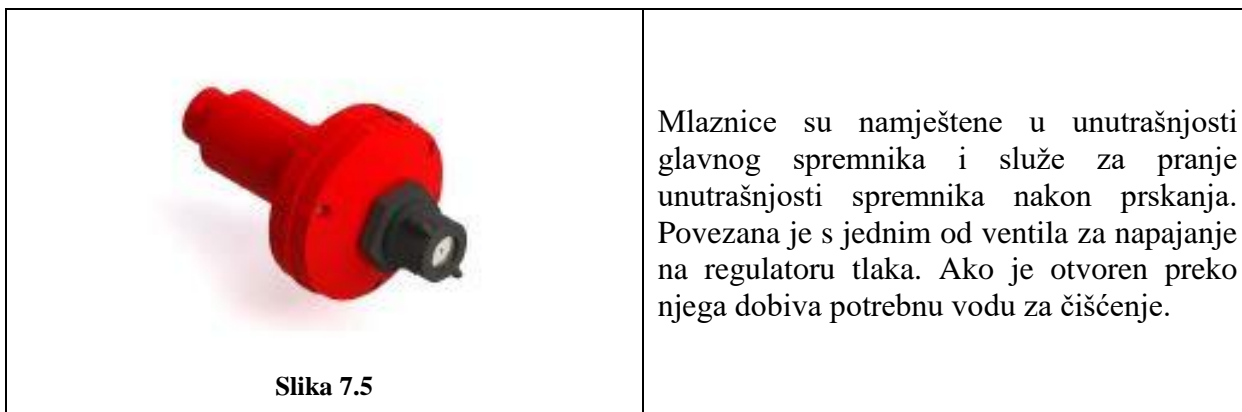 Slika 7.5
Mlaznice su namještene u unutrašnjosti
glavnog spremnika i služe za pranje
unutrašnjosti spremnika nakon prskanja.
Povezana je s jednim od ventila za napajanje
na regulatoru tlaka. Ako je otvoren preko
njega dobiva potrebnu vodu za čišćenje.